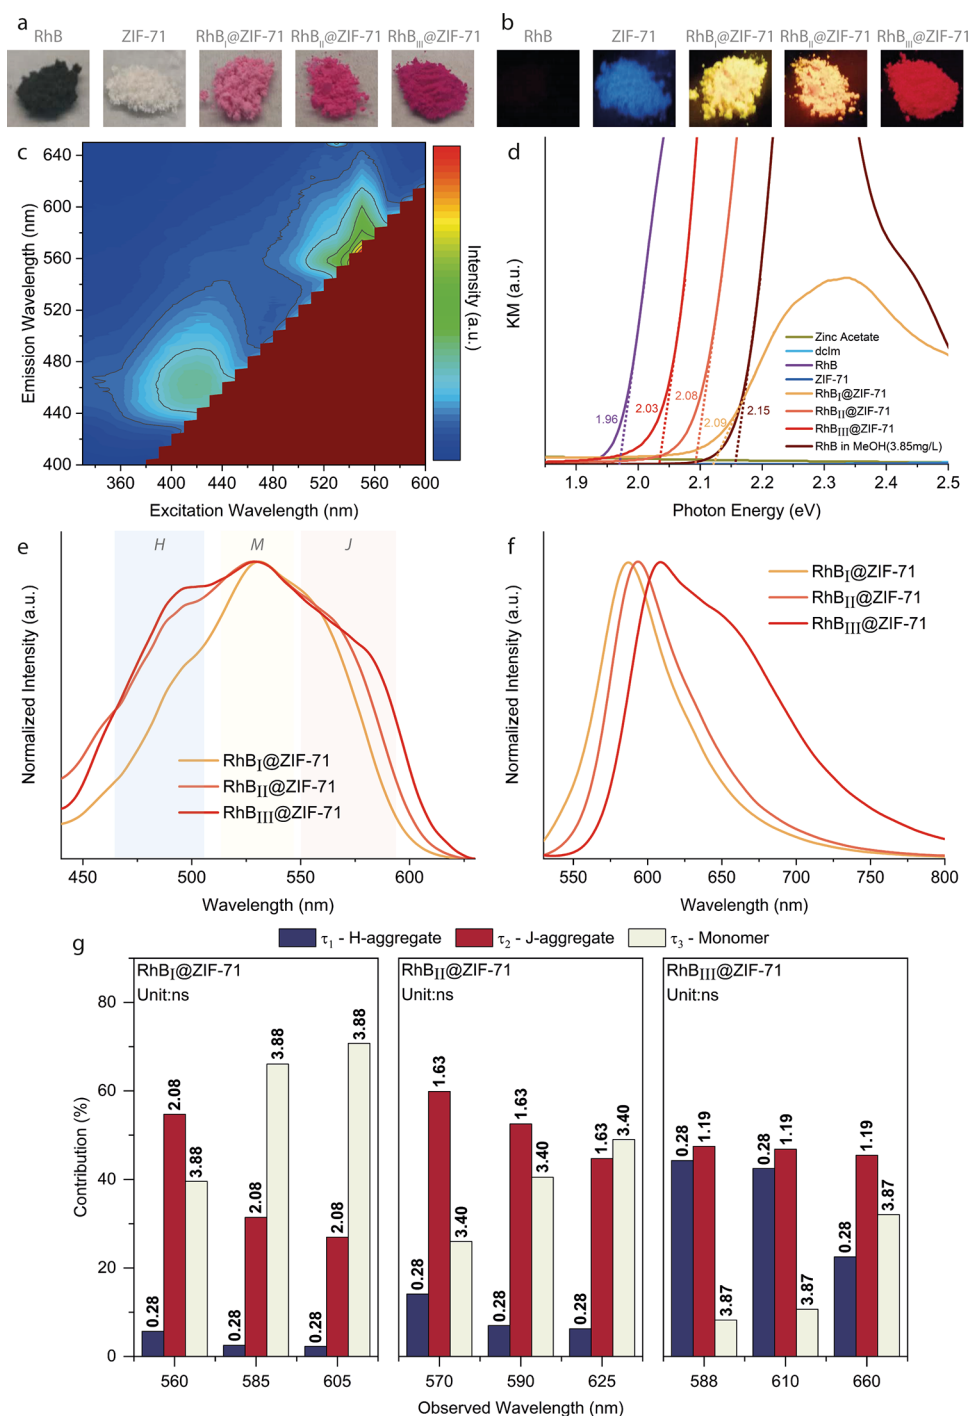 a
RhB
ZIF-71
RhB_I@ZIF-71
RhB_II@ZIF-71
RhB_III@ZIF-71
b
RhB
ZIF-71
RhB_I@ZIF-71
RhB_II@ZIF-71
RhB_III@ZIF-71
c
Emission Wavelength (nm)
640
600
560
520
480
440
400
360
400
440
480
520
560
600
Excitation Wavelength (nm)
Intensity (a.u.)
d
KM (a.u.)
1.96
2.03
2.08
2.09
2.15
Zinc Acetate
dclm
RhB
ZIF-71
RhB_I@ZIF-71
RhB_II@ZIF-71
RhB_III@ZIF-71
RhB in MeOH(3.85mg/L)
1.9
2.0
2.1
2.2
2.3
2.4
2.5
Photon Energy (eV)
e
H
M
J
Normalized Intensity (a.u.)
RhBI@ZIF-71
RhBII@ZIF-71
RhBIII@ZIF-71
450
500
550
600
Wavelength (nm)
f
Normalized Intensity (a.u.)
RhBI@ZIF-71
RhBII@ZIF-71
RhBIII@ZIF-71
550
600
650
700
750
800
Wavelength (nm)
g
τ1 - H-aggregate
τ2 - J-aggregate
τ3 - Monomer
Contribution (%)
80
60
40
20
0
RhBI@ZIF-71
Unit:ns
0.28
2.08
3.88
0.28
2.08
3.88
0.28
2.08
3.88
560
585
605
RhBII@ZIF-71
Unit:ns
0.28
1.63
3.40
0.28
1.63
3.40
0.28
1.63
3.40
570
590
625
RhBIII@ZIF-71
Unit:ns
0.28
1.19
3.87
0.28
1.19
3.87
0.28
1.19
3.87
588
610
660
Observed Wavelength (nm)